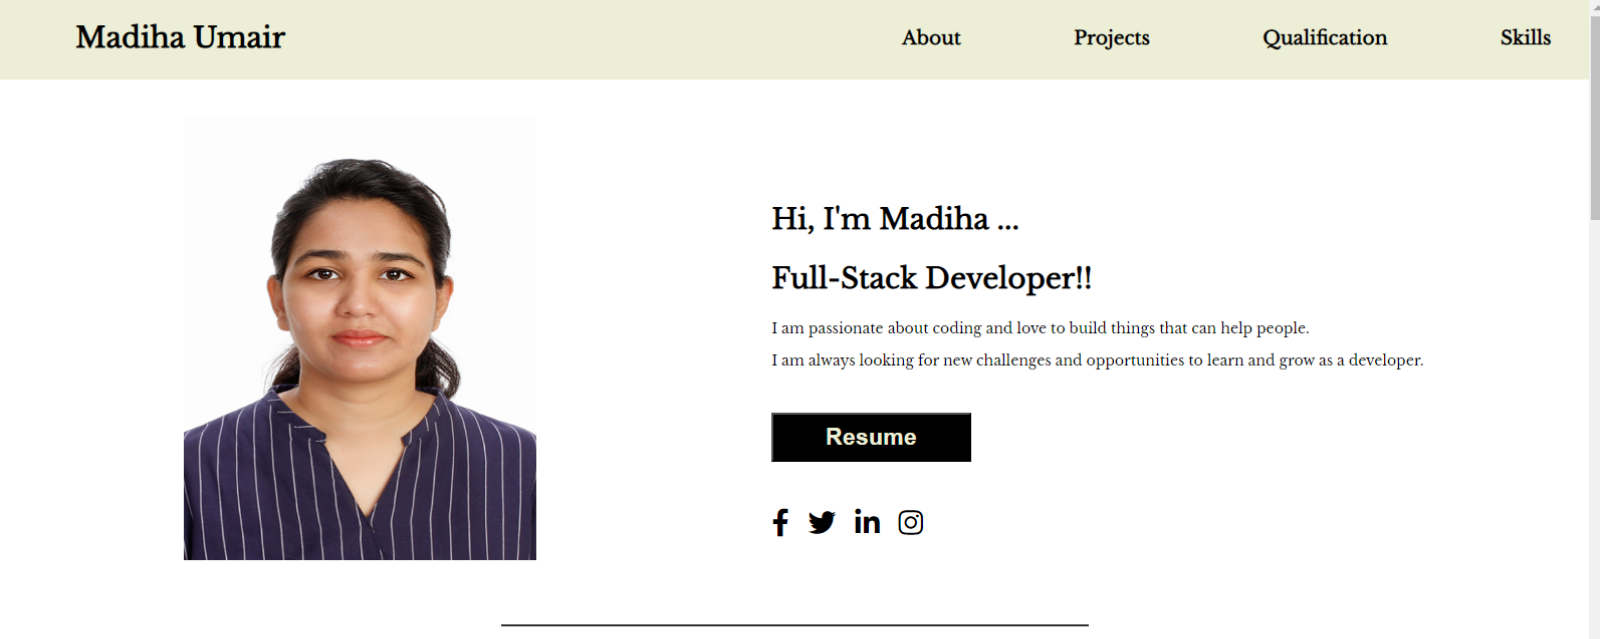 Madiha Umair
About Projects Qualification Skills
Hi, I'm Madiha ...
Full-Stack Developer!!
I am passionate about coding and love to build things that can help people.
I am always looking for new challenges and opportunities to learn and grow as a developer.
Resume